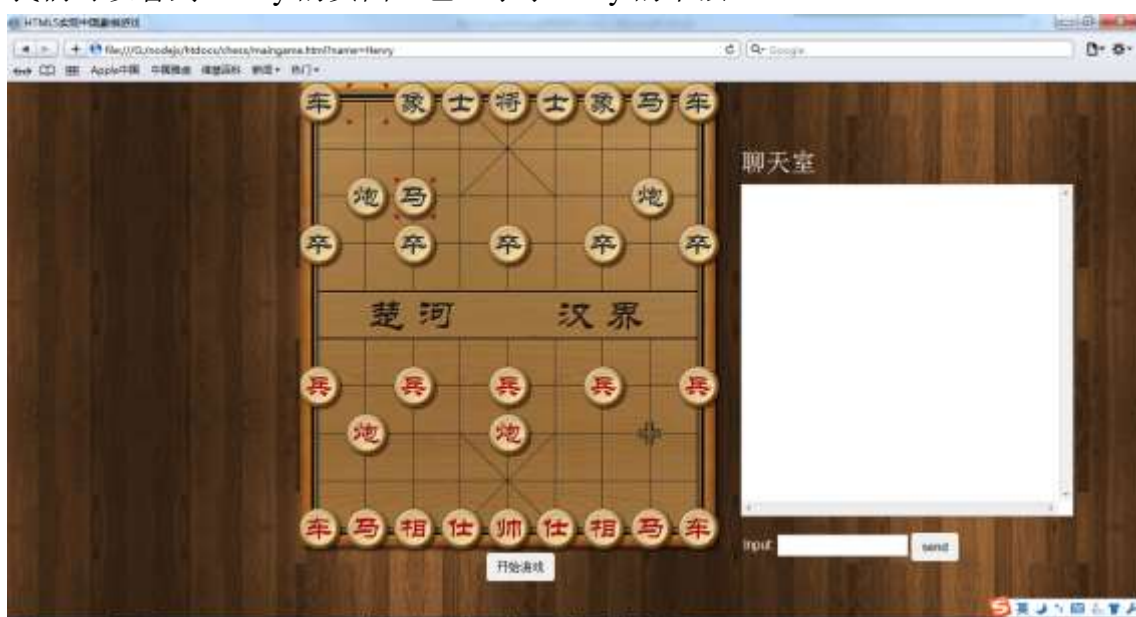 HTML5实现中国象棋游戏
file:///G:/nodejs/htdocs/chess/maingame.html?name=Henry
Google
Apple中国
车 象 士 将 士 象 马 车
聊天室
炮 马 炮
卒 卒 卒 卒 卒
楚河 汉界
兵 兵 兵 兵 兵
炮 炮
车 马 相 仕 帅 仕 相 马 车
Input: send
开始游戏
英